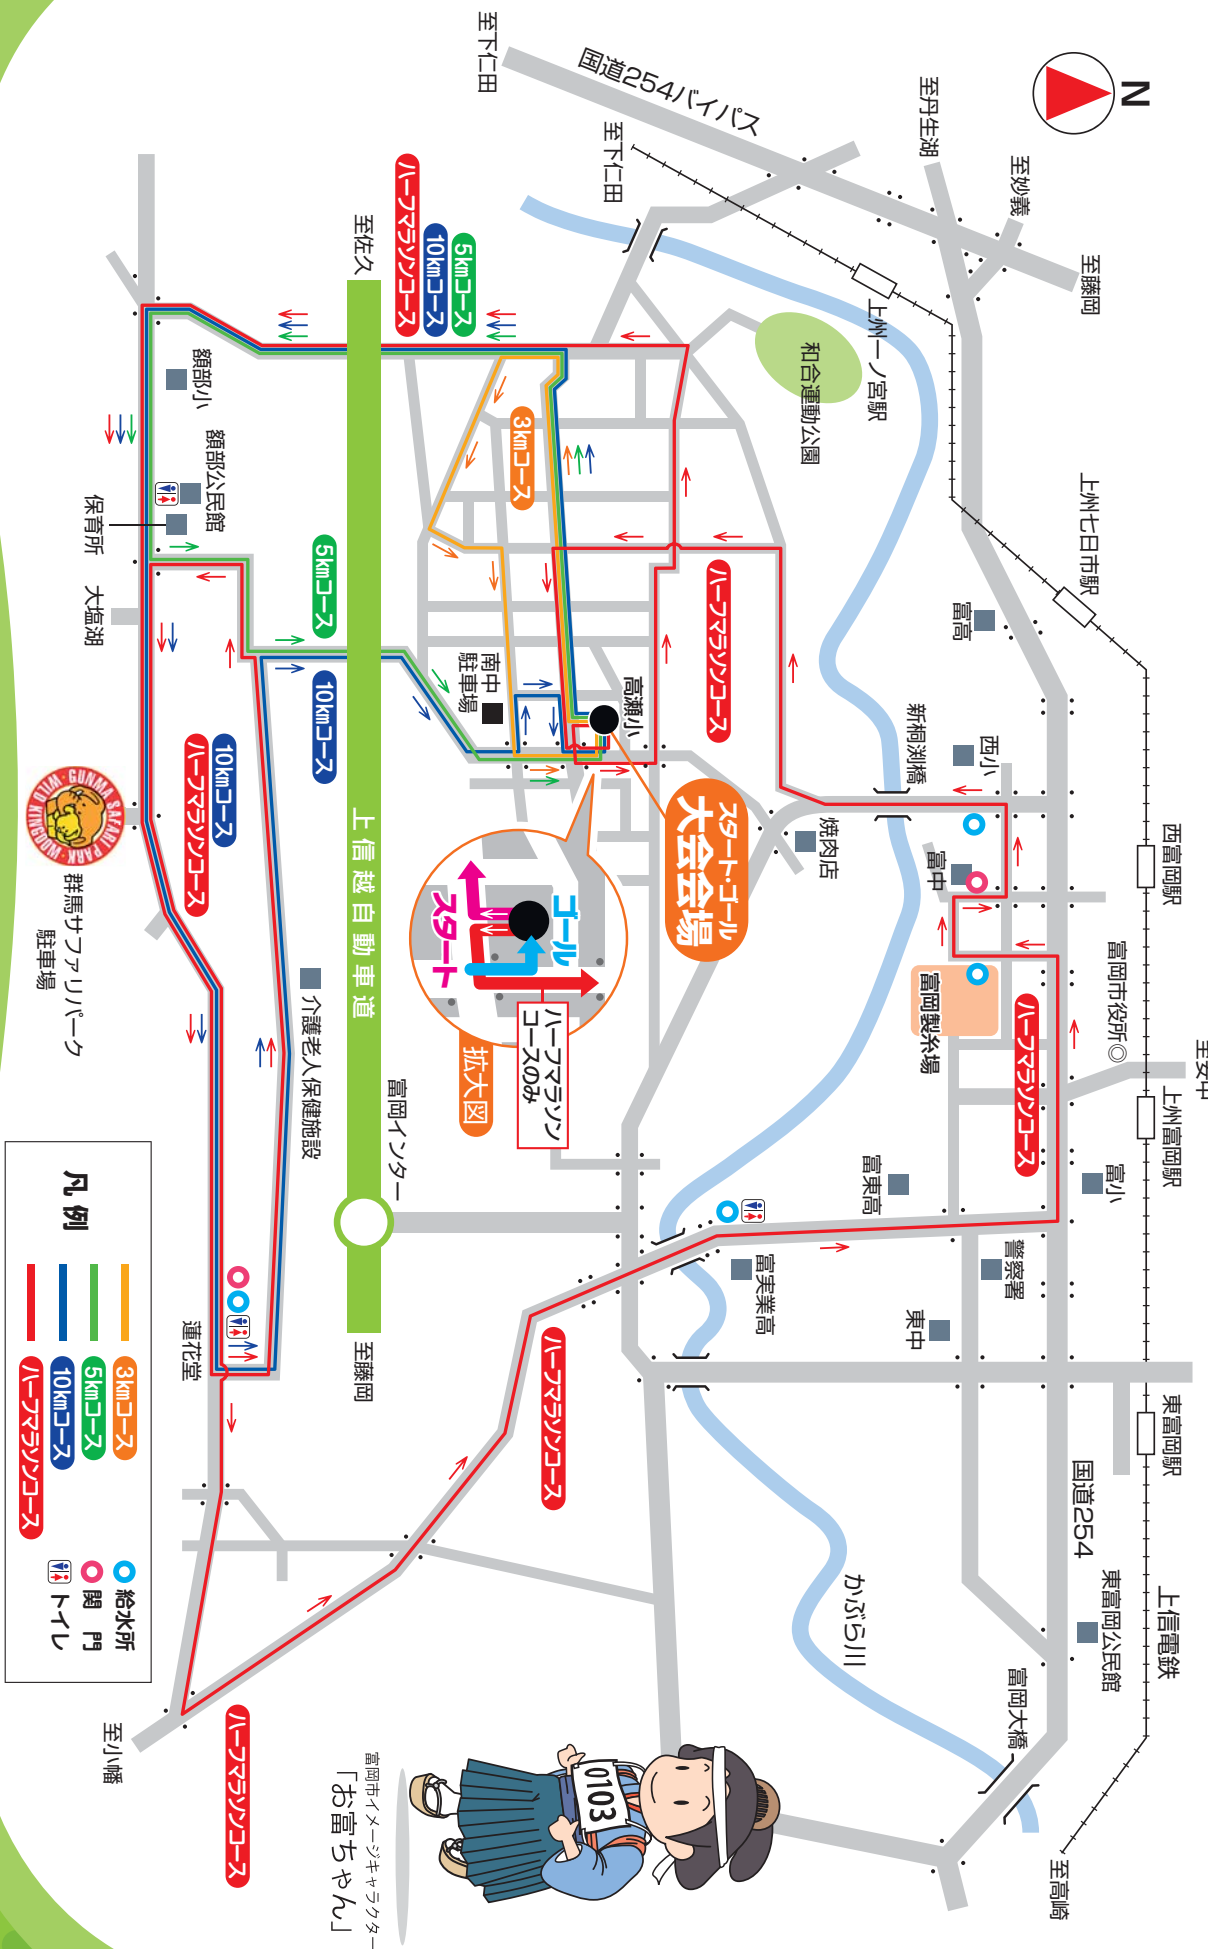 N
至下仁田
国道254バイパス
至下仁田
至丹生湖
至妙義
至藤岡
上州一ノ宮駅
和合運動公園
上州七日市駅
富高
西富岡駅
富岡市役所◎
至安中
上州富岡駅
富小
東富岡駅
国道254
上信電鉄
東富岡公民館
富岡大橋
至高崎
かぶら川
新桐渕橋
西小
富中
富岡製糸場
焼肉店
富東高
警察署
東中
富実業高
ハーフマラソンコース
ハーフマラソンコース
ハーフマラソンコース
5kmコース
10kmコース
ハーフマラソンコース
3kmコース
至佐久
高瀬小
南中
駐車場
スタート・ゴール
大会会場
ゴール
スタート
ハーフマラソン
コースのみ
拡大図
上信越自動車道
富岡インター
至藤岡
5kmコース
10kmコース
額部小
額部公民館
保育所
大塩湖
10kmコース
ハーフマラソンコース
介護老人保健施設
蓮花堂
GUNMA SAFARI PARK・WORLD WILD KINGDOM
群馬サファリパーク
駐車場
ハーフマラソンコース
至小幡
凡例
3kmコース
5kmコース
10kmコース
ハーフマラソンコース
給水所
関門
トイレ
0103
富岡市イメージキャラクター
「お富ちゃん」